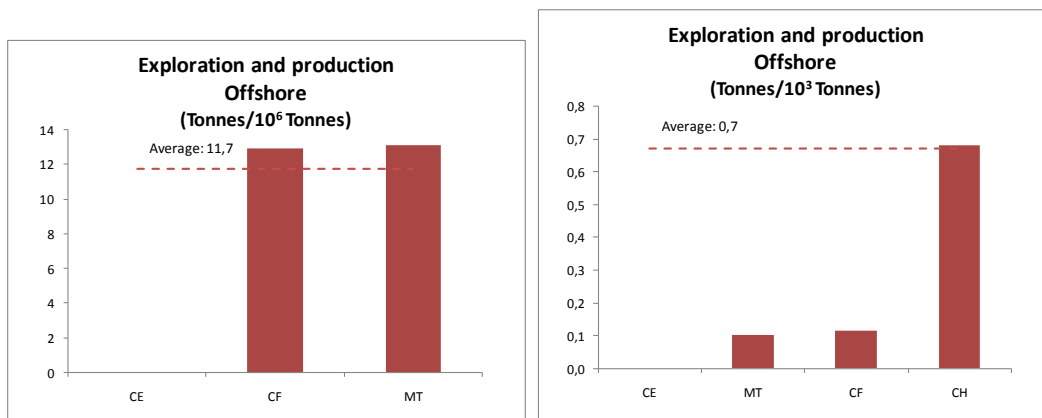 Exploration and production
Offshore
(Tonnes/10⁶ Tonnes)
Average: 11,7
14
12
10
8
6
4
2
0
CE CF MT
Exploration and production
Offshore
(Tonnes/10³ Tonnes)
Average: 0,7
0,8
0,7
0,6
0,5
0,4
0,3
0,2
0,1
0,0
CE MT CF CH